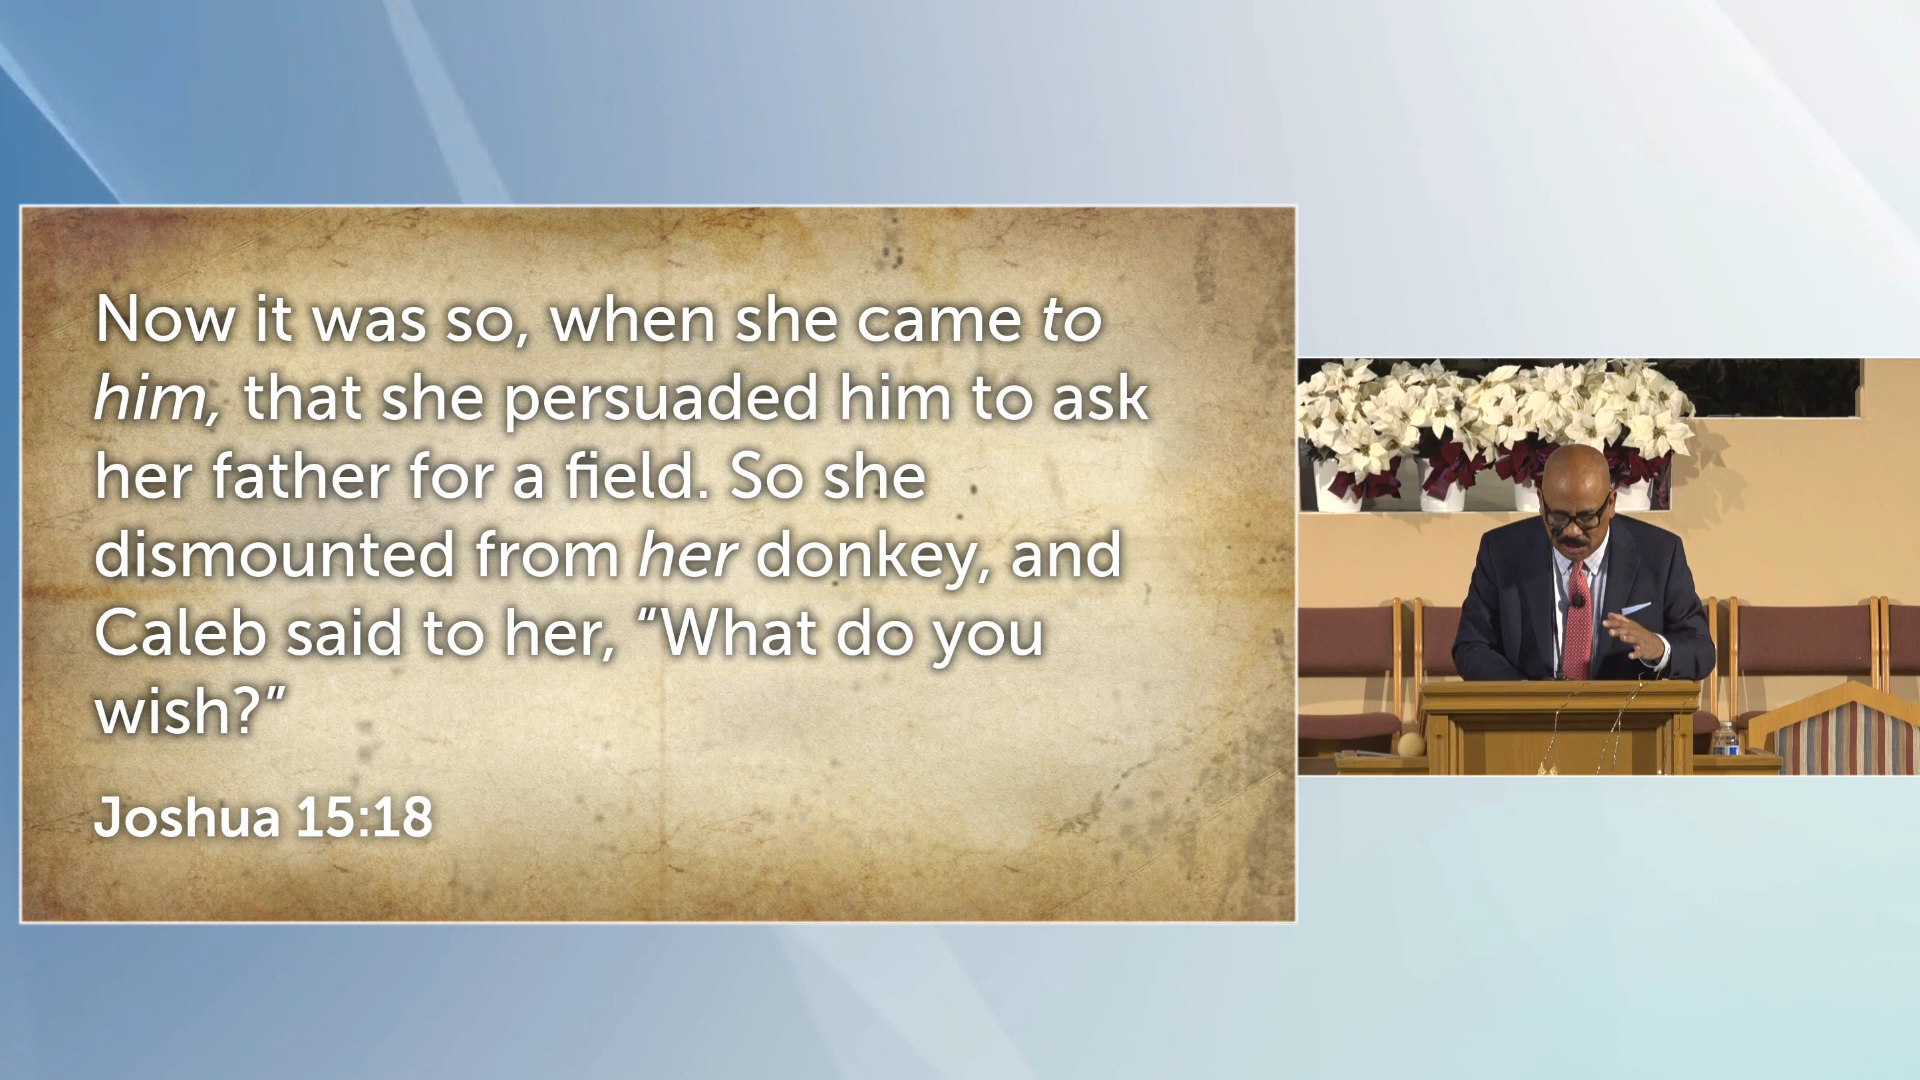 Now it was so, when she came to
him, that she persuaded him to ask
her father for a field. So she
dismounted from her donkey, and
Caleb said to her, “What do you
wish?”
Joshua 15:18